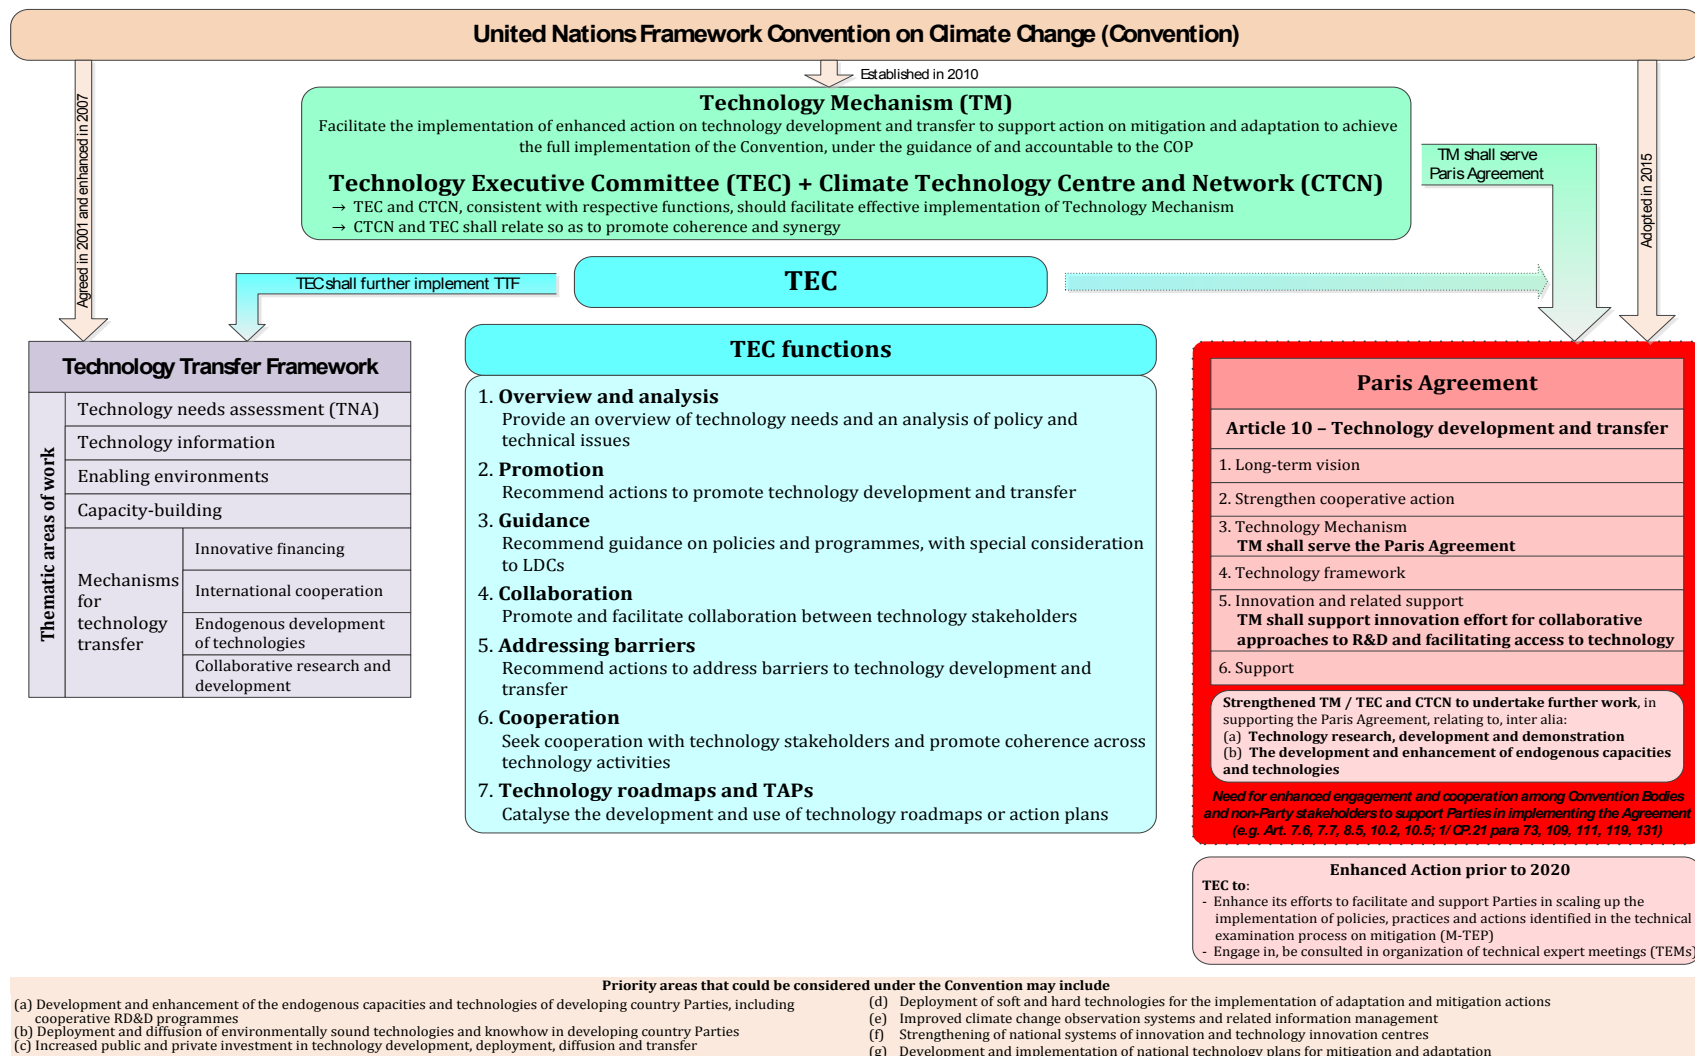 United Nations Framework Convention on Climate Change (Convention)
Established in 2010
Agreed in 2001 and enhanced in 2007
Technology Mechanism (TM)
Facilitate the implementation of enhanced action on technology development and transfer to support action on mitigation and adaptation to achieve
the full implementation of the Convention, under the guidance of and accountable to the COP
Technology Executive Committee (TEC) + Climate Technology Centre and Network (CTCN)
→ TEC and CTCN, consistent with respective functions, should facilitate effective implementation of Technology Mechanism
→ CTCN and TEC shall relate so as to promote coherence and synergy
TM shall serve
Paris Agreement
Adopted in 2015
TEC shall further implement TTF
TEC
Technology Transfer Framework
Thematic areas of work
Technology needs assessment (TNA)
Technology information
Enabling environments
Capacity-building
Mechanisms
for
technology
transfer
Innovative financing
International cooperation
Endogenous development
of technologies
Collaborative research and
development
TEC functions
1. Overview and analysis
Provide an overview of technology needs and an analysis of policy and
technical issues
2. Promotion
Recommend actions to promote technology development and transfer
3. Guidance
Recommend guidance on policies and programmes, with special consideration
to LDCs
4. Collaboration
Promote and facilitate collaboration between technology stakeholders
5. Addressing barriers
Recommend actions to address barriers to technology development and
transfer
6. Cooperation
Seek cooperation with technology stakeholders and promote coherence across
technology activities
7. Technology roadmaps and TAPs
Catalyse the development and use of technology roadmaps or action plans
Paris Agreement
Article 10 – Technology development and transfer
1. Long-term vision
2. Strengthen cooperative action
3. Technology Mechanism
TM shall serve the Paris Agreement
4. Technology framework
5. Innovation and related support
TM shall support innovation effort for collaborative
approaches to R&D and facilitating access to technology
6. Support
Strengthened TM / TEC and CTCN to undertake further work, in
supporting the Paris Agreement, relating to, inter alia:
(a) Technology research, development and demonstration
(b) The development and enhancement of endogenous capacities
and technologies
Need for enhanced engagement and cooperation among Convention Bodies
and non-Party stakeholders to support Parties in implementing the Agreement
(e.g. Art. 7.6, 7.7, 8.5, 10.2, 10.5; 1/CP.21 para 73, 109, 111, 119, 131)
Enhanced Action prior to 2020
TEC to:
- Enhance its efforts to facilitate and support Parties in scaling up the
implementation of policies, practices and actions identified in the technical
examination process on mitigation (M-TEP)
- Engage in, be consulted in organization of technical expert meetings (TEMs)
Priority areas that could be considered under the Convention may include
(a) Development and enhancement of the endogenous capacities and technologies of developing country Parties, including
cooperative RD&D programmes
(b) Deployment and diffusion of environmentally sound technologies and knowhow in developing country Parties
(c) Increased public and private investment in technology development, deployment, diffusion and transfer
(d) Deployment of soft and hard technologies for the implementation of adaptation and mitigation actions
(e) Improved climate change observation systems and related information management
(f) Strengthening of national systems of innovation and technology innovation centres
(g) Development and implementation of national technology plans for mitigation and adaptation